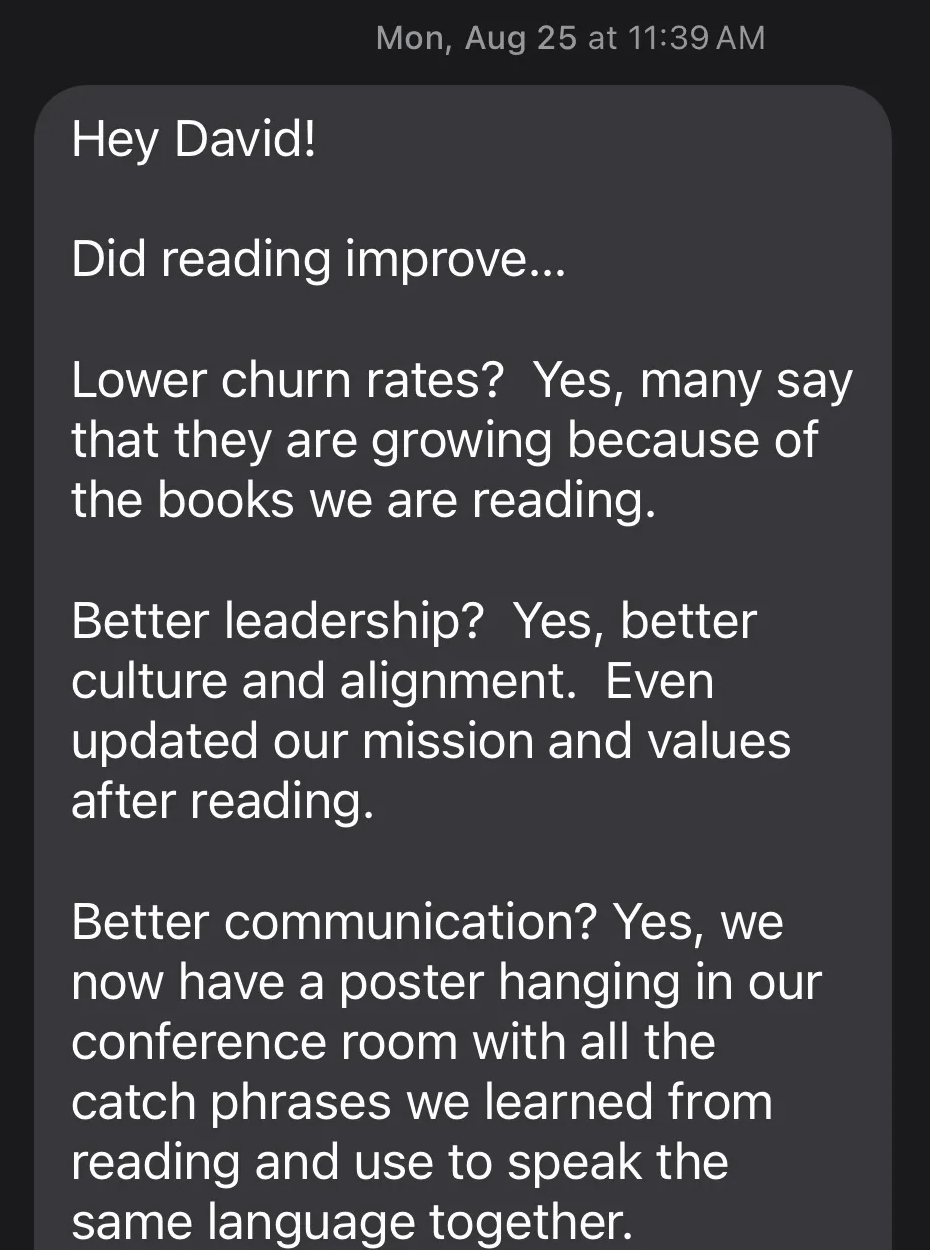 Mon, Aug 25 at 11:39 AM
Hey David!
Did reading improve...
Lower churn rates?  Yes, many say
that they are growing because of
the books we are reading.
Better leadership?  Yes, better
culture and alignment.  Even
updated our mission and values
after reading.
Better communication? Yes, we
now have a poster hanging in our
conference room with all the
catch phrases we learned from
reading and use to speak the
same language together.